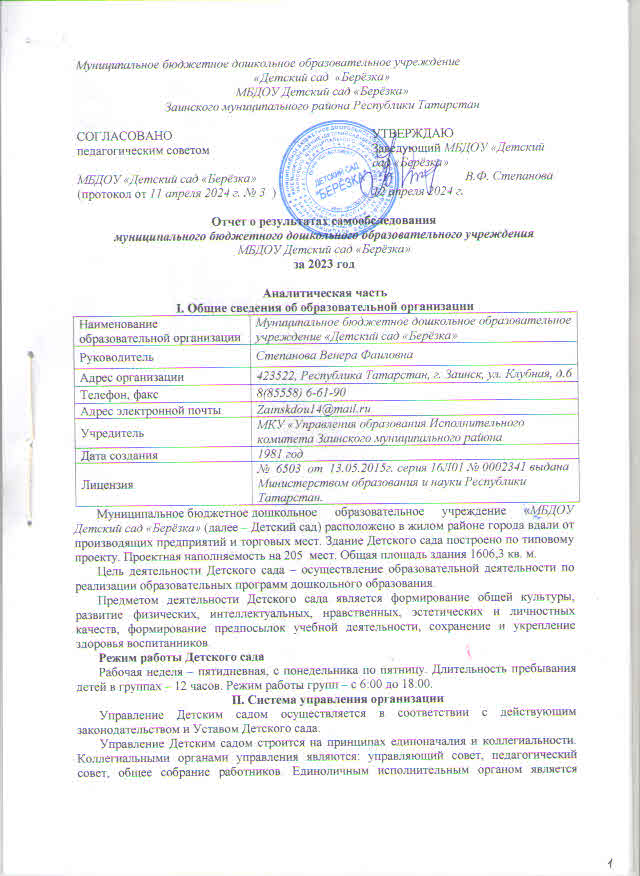 Муниципальное бюджетное дошкольное образовательное учреждение
«Детский сад «Берёзка»
МБДОУ Детский сад «Берёзка»
Заинского муниципального района Республики Татарстан
СОГЛАСОВАНО
педагогическим советом
МБДОУ «Детский сад «Берёзка»
(протокол от 11 апреля 2024 г. № 3 )
УТВЕРЖДАЮ
Заведующий МБДОУ «Детский
сад «Берёзка»
В.Ф. Степанова
апреля 2024 г.
ДЕТСКИЙ САД
"БЕРЁЗКА"
Отчет о результатах самообследования
муниципального бюджетного дошкольного образовательного учреждения
МБДОУ Детский сад «Берёзка»
за 2023 год
Аналитическая часть
I. Общие сведения об образовательной организации
Наименование
образовательной организации
Муниципальное бюджетное дошкольное образовательное
учреждение «Детский сад «Берёзка»
Руководитель
Степанова Венера Фаиловна
Адрес организации
423522, Республика Татарстан, г. Заинск, ул. Клубная, д.6
Телефон, факс
8(85558) 6-61-90
Адрес электронной почты
Zainskdou14@mail.ru
Учредитель
МКУ «Управления образования Исполнительного
комитета Заинского муниципального района
Дата создания
1981 год
Лицензия
№ 6503 от 13.05.2015г. серия 16Л01 № 0002341 выдана
Министерством образования и науки Республики
Татарстан.
Муниципальное бюджетное дошкольное образовательное учреждение «МБДОУ
Детский сад «Берёзка» (далее – Детский сад) расположено в жилом районе города вдали от
производящих предприятий и торговых мест. Здание Детского сада построено по типовому
проекту. Проектная наполняемость на 205 мест. Общая площадь здания 1606,3 кв. м.
Цель деятельности Детского сада – осуществление образовательной деятельности по
реализации образовательных программ дошкольного образования.
Предметом деятельности Детского сада является формирование общей культуры,
развитие физических, интеллектуальных, нравственных, эстетических и личностных
качеств, формирование предпосылок учебной деятельности, сохранение и укрепление
здоровья воспитанников.
Режим работы Детского сада
Рабочая неделя – пятидневная, с понедельника по пятницу. Длительность пребывания
детей в группах – 12 часов. Режим работы групп – с 6:00 до 18.00.
II. Система управления организации
Управление Детским садом осуществляется в соответствии с действующим
законодательством и Уставом Детского сада.
Управление Детским садом строится на принципах единоначалия и коллегиальности.
Коллегиальными органами управления являются: управляющий совет, педагогический
совет, общее собрание работников. Единоличным исполнительным органом является
1